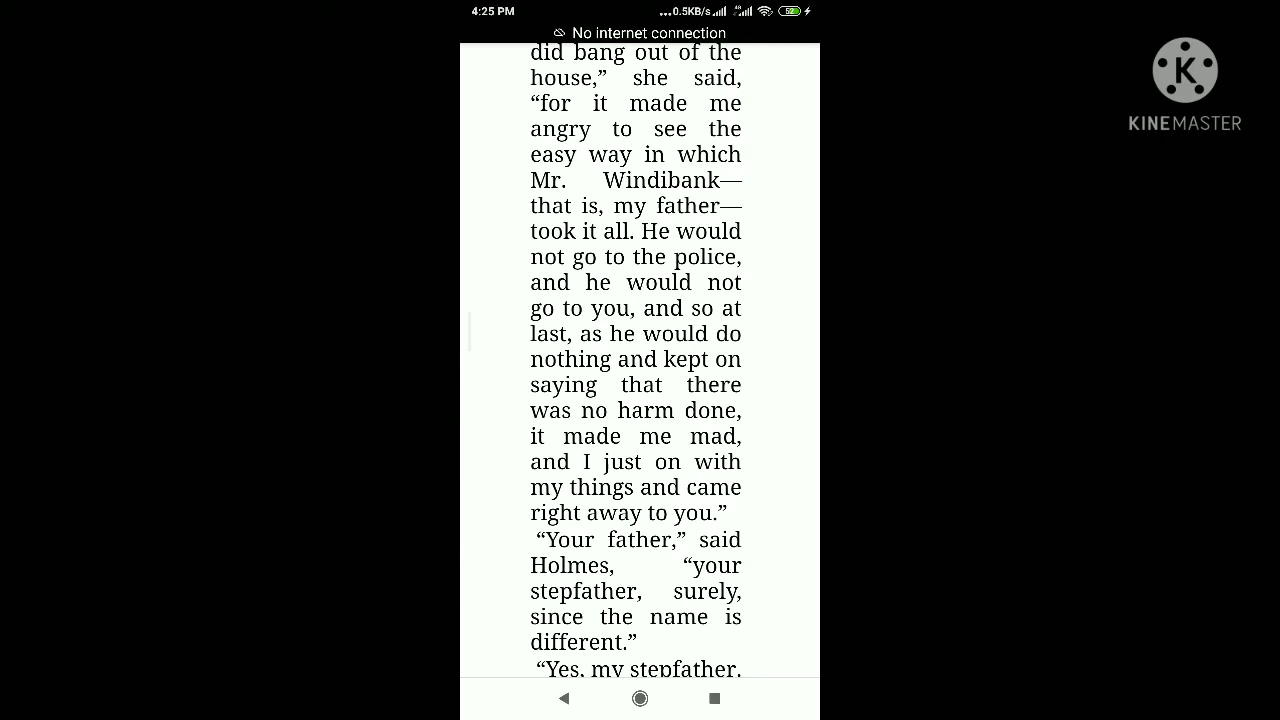 4:25 PM
...0.5KB/s
4G
52
No internet connection
did bang out of the
house,” she said,
“for it made me
angry to see the
easy way in which
Mr. Windibank—
that is, my father—
took it all. He would
not go to the police,
and he would not
go to you, and so at
last, as he would do
nothing and kept on
saying that there
was no harm done,
it made me mad,
and I just on with
my things and came
right away to you.”
“Your father,” said
Holmes, “your
stepfather, surely,
since the name is
different.”
“Yes, my stepfather.
K
KINEMASTER